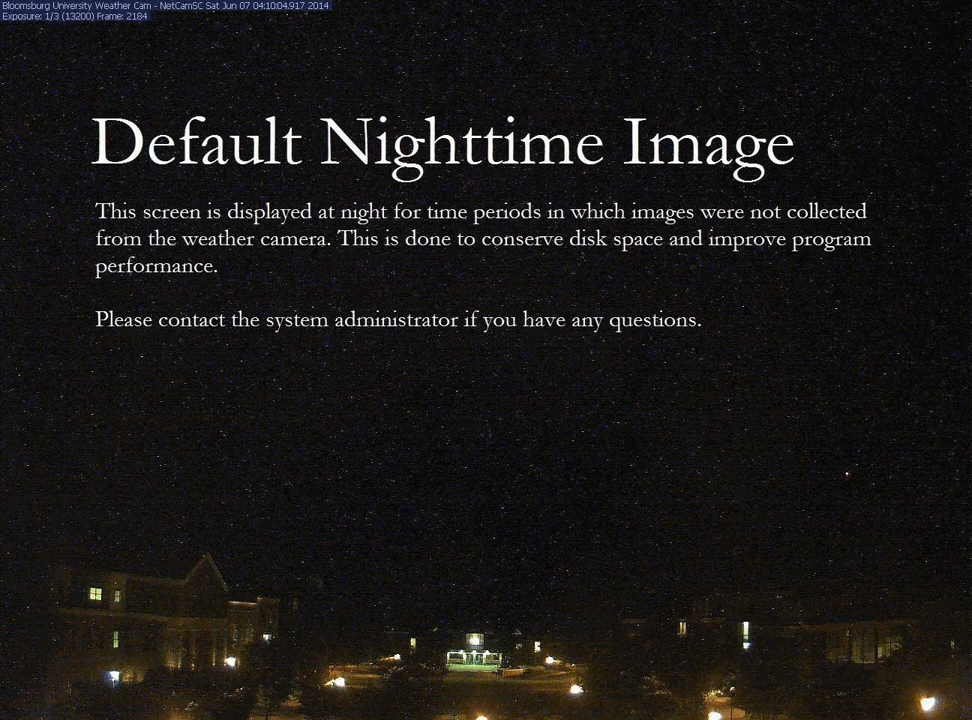 Bloomsburg University Weather Cam - NetCamSC Sat Jun 07 04:10:04.917 2014
Exposure: 1/3 (13200) Frame: 2184
Default Nighttime Image
This screen is displayed at night for time periods in which images were not collected
from the weather camera. This is done to conserve disk space and improve program
performance.
Please contact the system administrator if you have any questions.